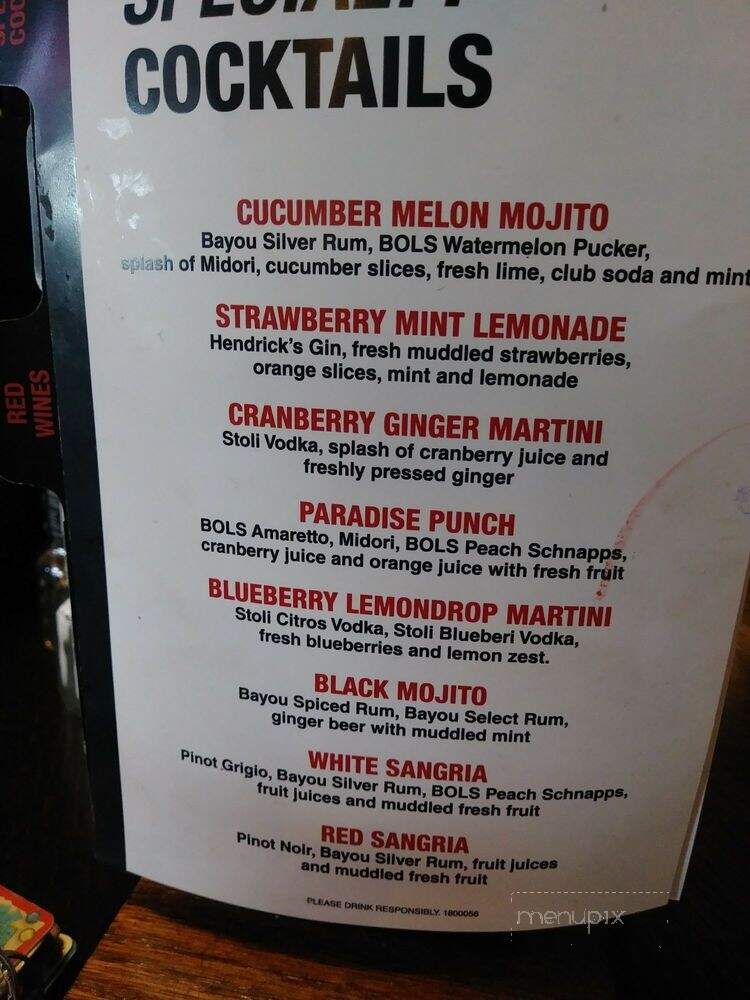 SPECIALTY
COCKTAILS
CUCUMBER MELON MOJITO
Bayou Silver Rum, BOLS Watermelon Pucker,
splash of Midori, cucumber slices, fresh lime, club soda and mint
STRAWBERRY MINT LEMONADE
Hendrick's Gin, fresh muddled strawberries,
orange slices, mint and lemonade
CRANBERRY GINGER MARTINI
Stoli Vodka, splash of cranberry juice and
freshly pressed ginger
PARADISE PUNCH
BOLS Amaretto, Midori, BOLS Peach Schnapps,
cranberry juice and orange juice with fresh fruit
BLUEBERRY LEMONDROP MARTINI
Stoli Citros Vodka, Stoli Blueberi Vodka,
fresh blueberries and lemon zest.
BLACK MOJITO
Bayou Spiced Rum, Bayou Select Rum,
ginger beer with muddled mint
WHITE SANGRIA
Pinot Grigio, Bayou Silver Rum, BOLS Peach Schnapps,
fruit juices and muddled fresh fruit
RED SANGRIA
Pinot Noir, Bayou Silver Rum, fruit juices
and muddled fresh fruit
PLEASE DRINK RESPONSIBLY. 1800056
RED
WINES
menupix